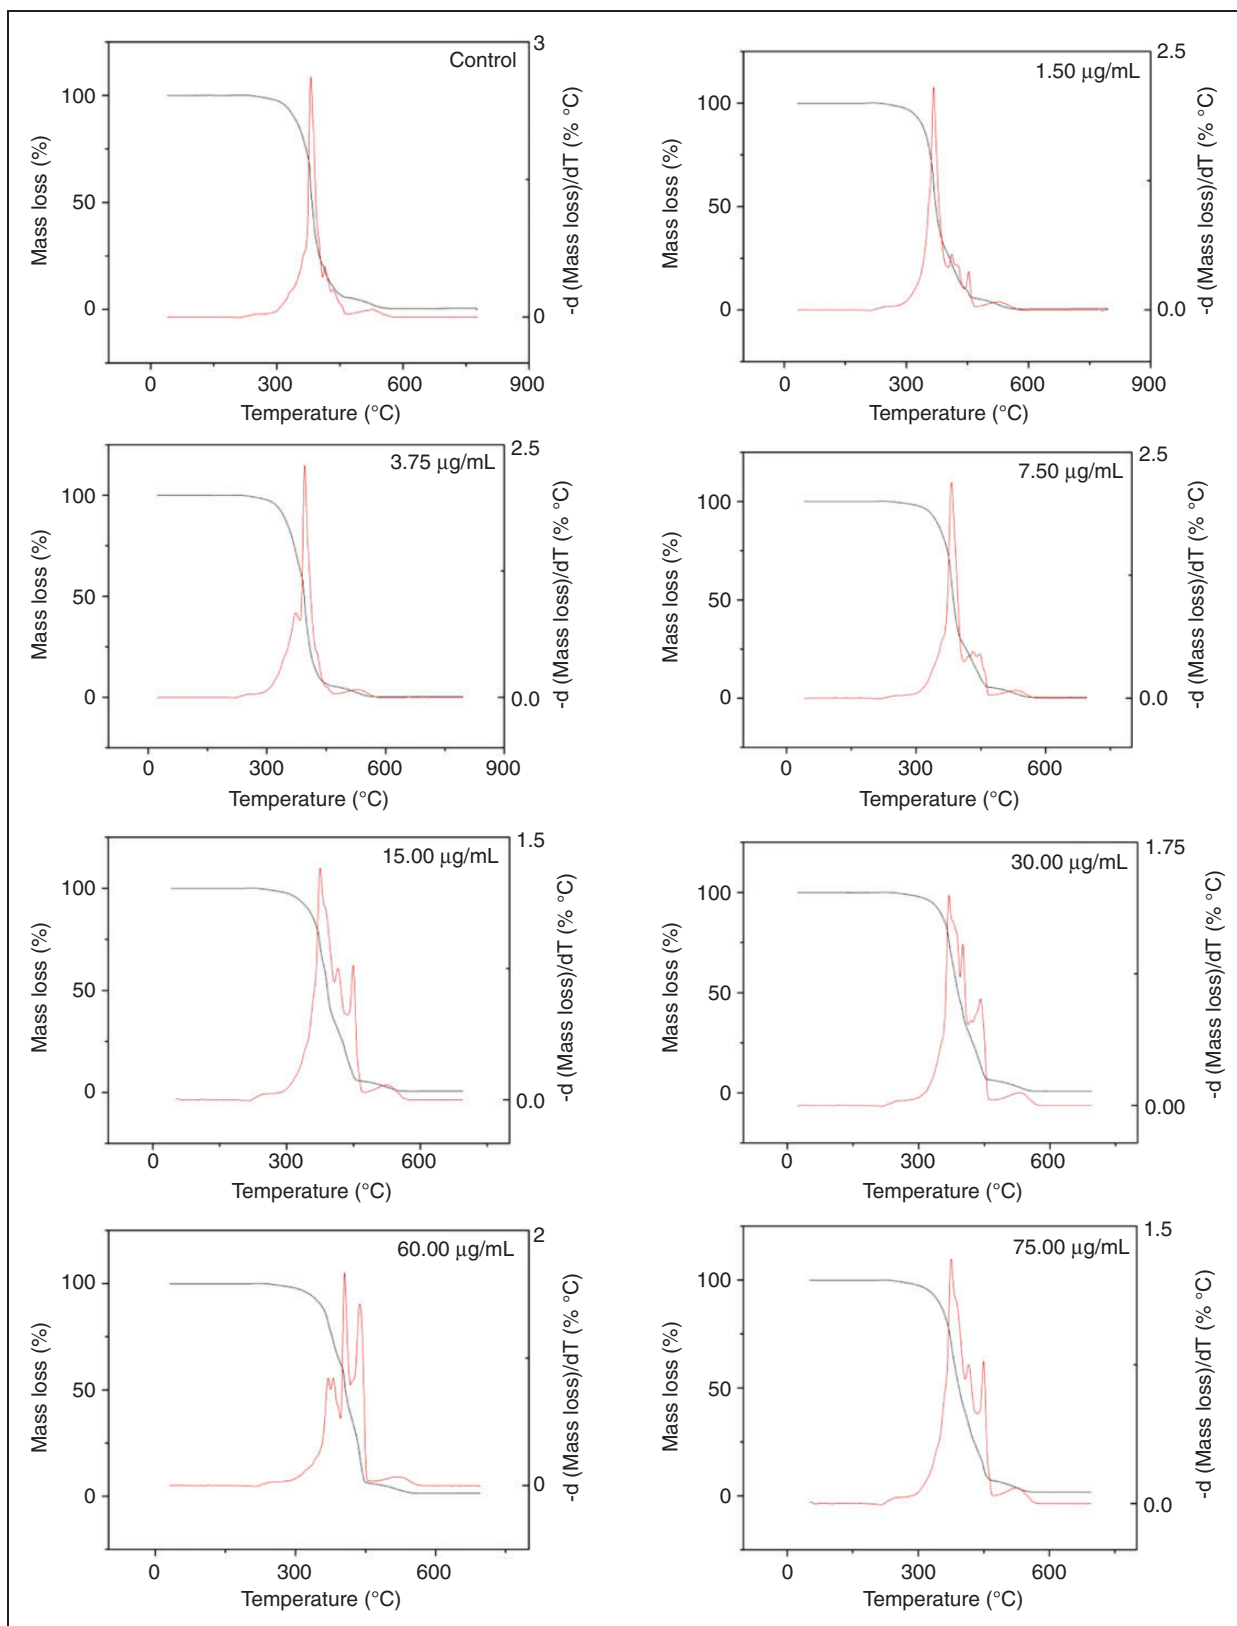 Control
3
100
50
0
0
Mass loss (%)
-d (Mass loss)/dT (% °C)
0 300 600 900
Temperature (°C)
1.50 μg/mL
2.5
100
50
0
0.0
Mass loss (%)
-d (Mass loss)/dT (% °C)
0 300 600 900
Temperature (°C)
3.75 μg/mL
2.5
100
50
0
0.0
Mass loss (%)
-d (Mass loss)/dT (% °C)
0 300 600 900
Temperature (°C)
7.50 μg/mL
2.5
100
50
0
0.0
Mass loss (%)
-d (Mass loss)/dT (% °C)
0 300 600
Temperature (°C)
15.00 μg/mL
1.5
100
50
0
0.0
Mass loss (%)
-d (Mass loss)/dT (% °C)
0 300 600
Temperature (°C)
30.00 μg/mL
1.75
100
50
0
0.00
Mass loss (%)
-d (Mass loss)/dT (% °C)
0 300 600
Temperature (°C)
60.00 μg/mL
2
100
50
0
0
Mass loss (%)
-d (Mass loss)/dT (% °C)
0 300 600
Temperature (°C)
75.00 μg/mL
1.5
100
50
0
0.0
Mass loss (%)
-d (Mass loss)/dT (% °C)
0 300 600
Temperature (°C)